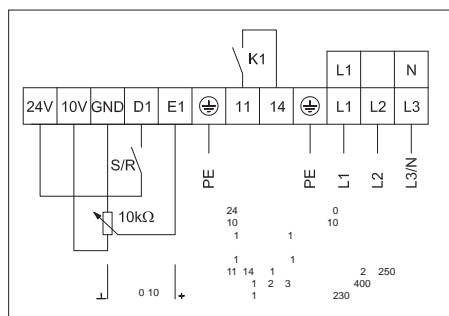 K1
L1 N
24V 10V GND D1 E1 11 14 L1 L2 L3
S/R
PE PE L1 L2 L3/N
10kΩ
24 0
10 10
1 1
1 1
11 14 1 2 250
1 2 3 400
1 230
⊥ 0 10 +